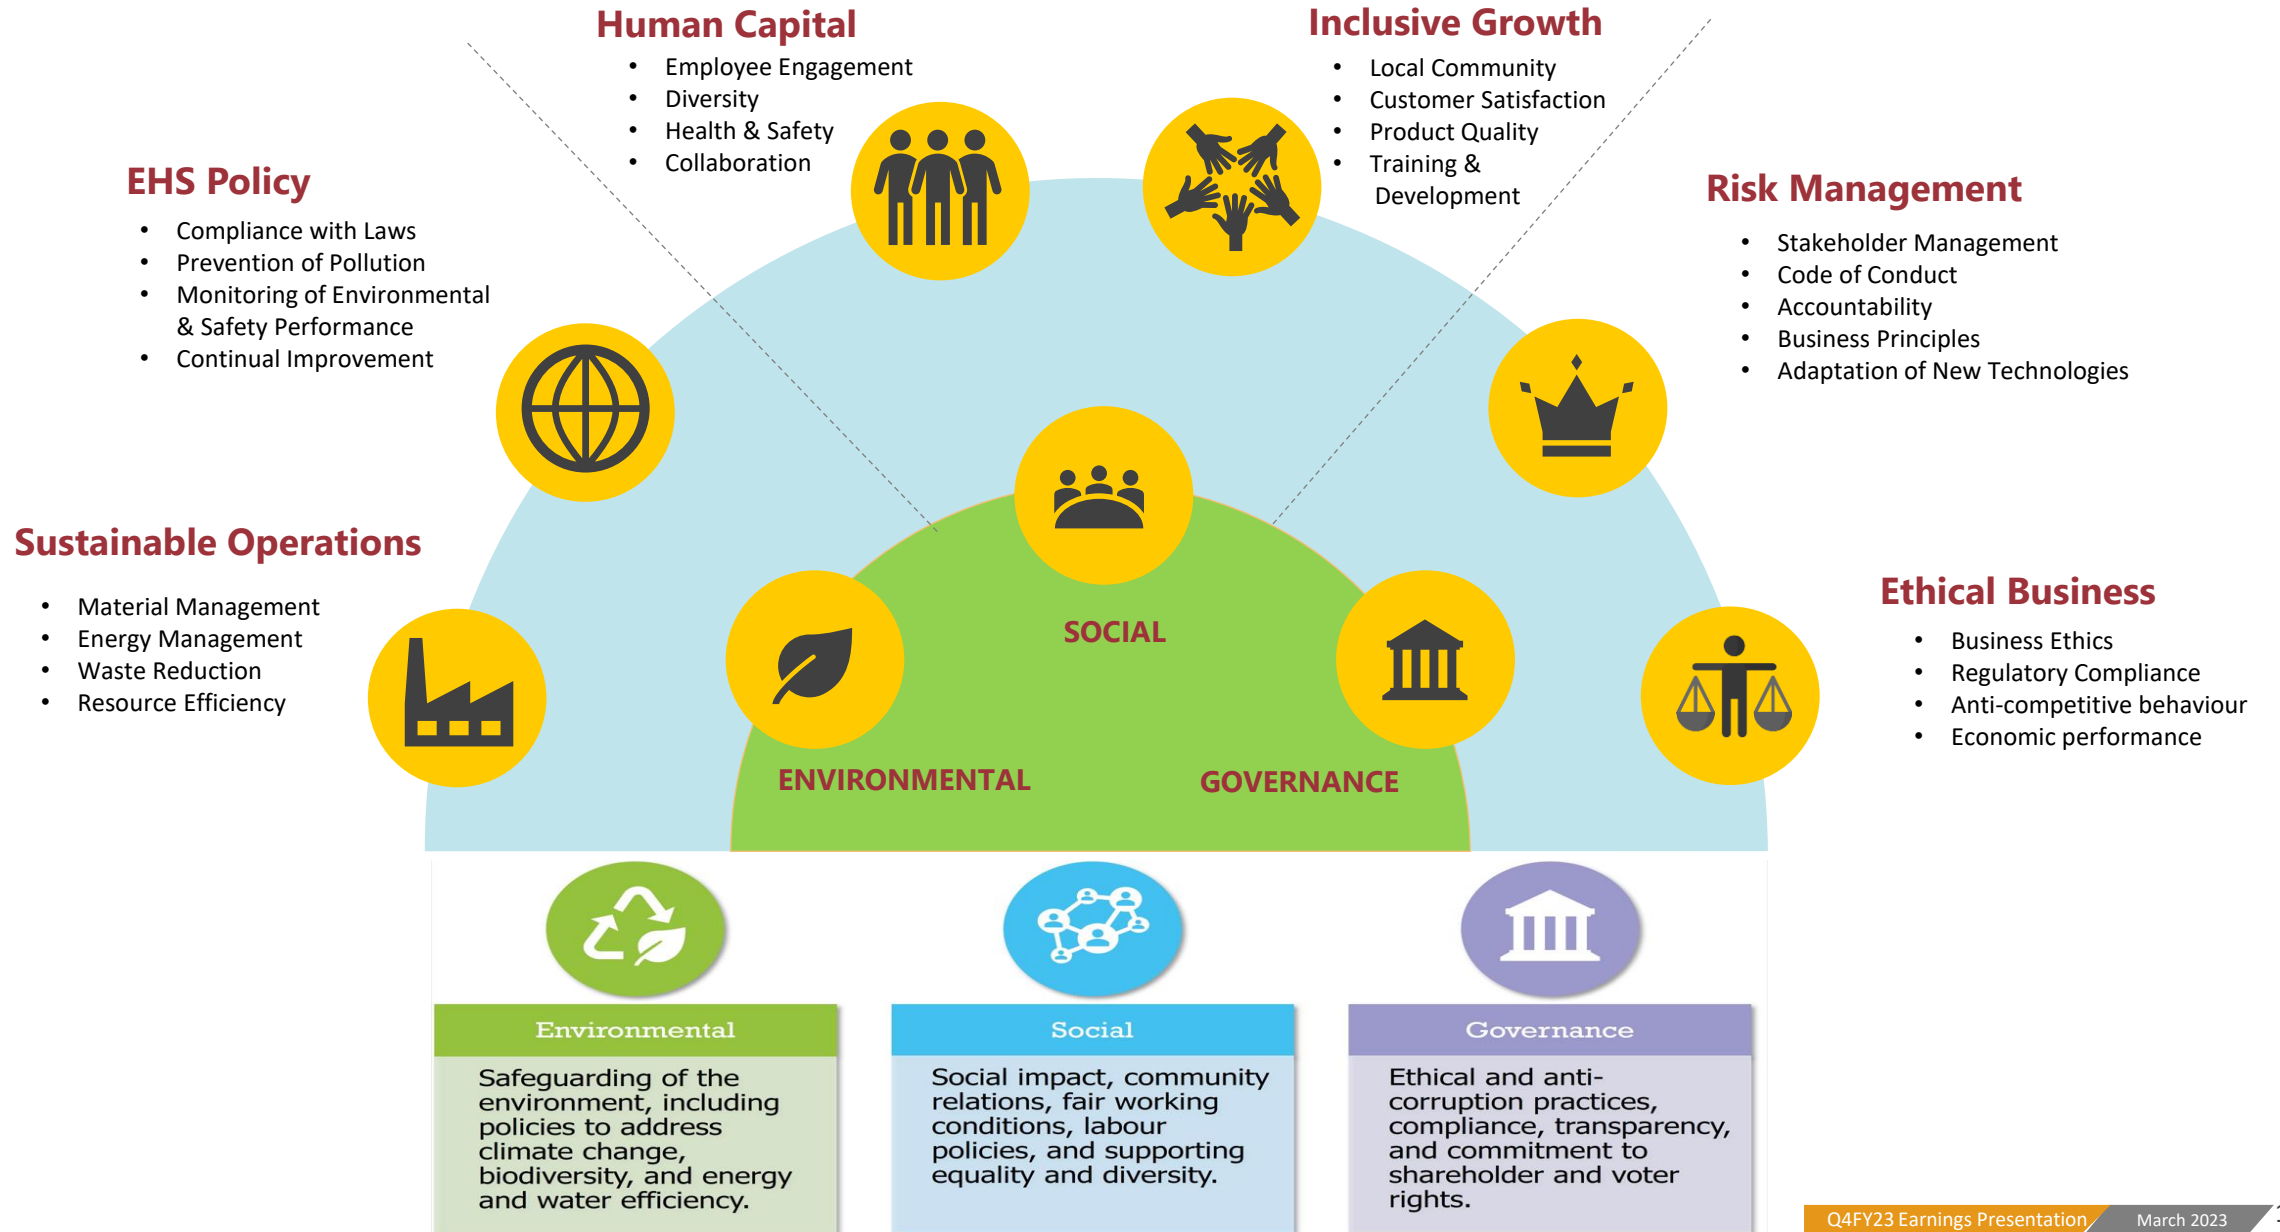 Human Capital
• Employee Engagement
• Diversity
• Health & Safety
• Collaboration
Inclusive Growth
• Local Community
• Customer Satisfaction
• Product Quality
• Training &
Development
EHS Policy
• Compliance with Laws
• Prevention of Pollution
• Monitoring of Environmental
& Safety Performance
• Continual Improvement
Risk Management
• Stakeholder Management
• Code of Conduct
• Accountability
• Business Principles
• Adaptation of New Technologies
Sustainable Operations
• Material Management
• Energy Management
• Waste Reduction
• Resource Efficiency
Ethical Business
• Business Ethics
• Regulatory Compliance
• Anti-competitive behaviour
• Economic performance
SOCIAL
ENVIRONMENTAL
GOVERNANCE
Environmental
Safeguarding of the
environment, including
policies to address
climate change,
biodiversity, and energy
and water efficiency.
Social
Social impact, community
relations, fair working
conditions, labour
policies, and supporting
equality and diversity.
Governance
Ethical and anti-
corruption practices,
compliance, transparency,
and commitment to
shareholder and voter
rights.
Q4FY23 Earnings Presentation
March 2023